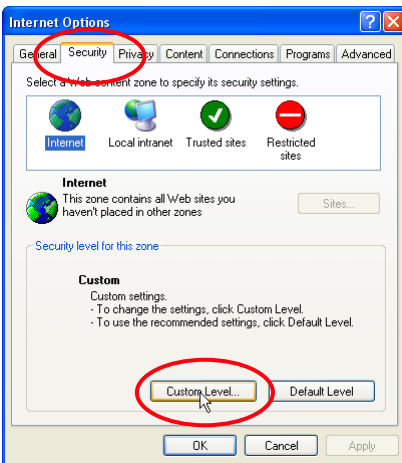 Internet Options
General Security Privacy Content Connections Programs Advanced
Select a Web content zone to specify its security settings.
Internet Local intranet Trusted sites Restricted sites
Internet
This zone contains all Web sites you
haven't placed in other zones
Sites...
Security level for this zone
Custom
Custom settings.
- To change the settings, click Custom Level.
- To use the recommended settings, click Default Level.
Custom Level... Default Level
OK Cancel Apply